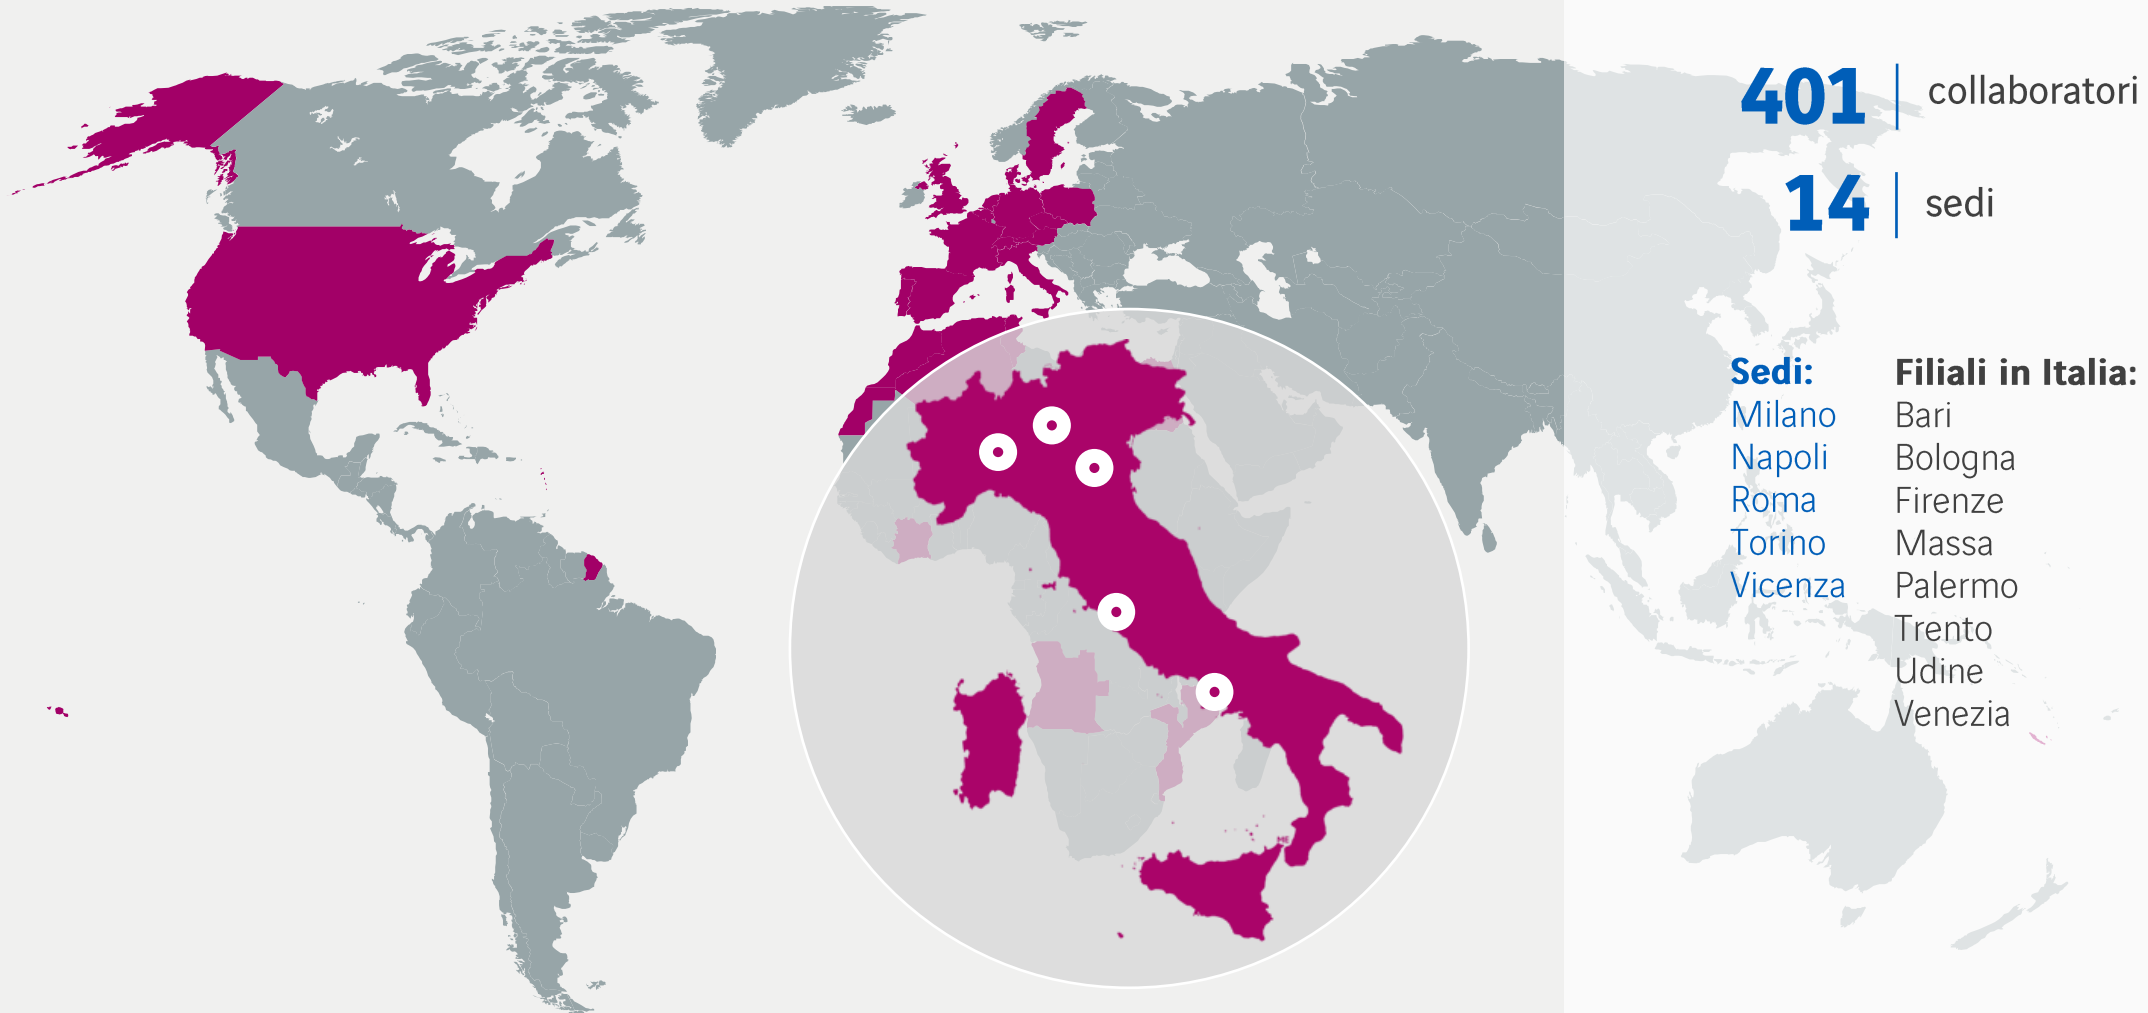 401 collaboratori
14 sedi
Sedi:
Milano
Napoli
Roma
Torino
Vicenza
Filiali in Italia:
Bari
Bologna
Firenze
Massa
Palermo
Trento
Udine
Venezia